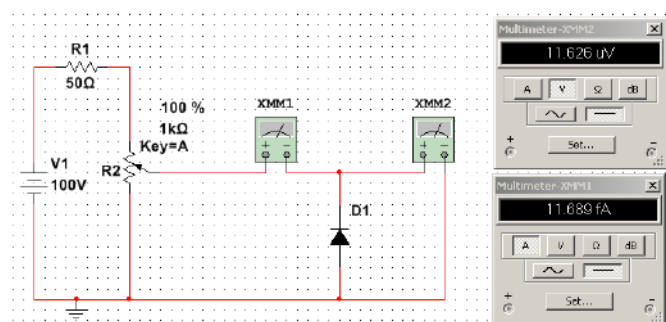 R1
50Ω
100 %
1kΩ
Key=A
R2
V1
100V
XMM1
XMM2
+ -
+ -
D1
Multimeter-XMM2
11.626 uV
A V Ω dB
+ Set... -
Multimeter-XMM1
11.689 fA
A V Ω dB
+ Set... -